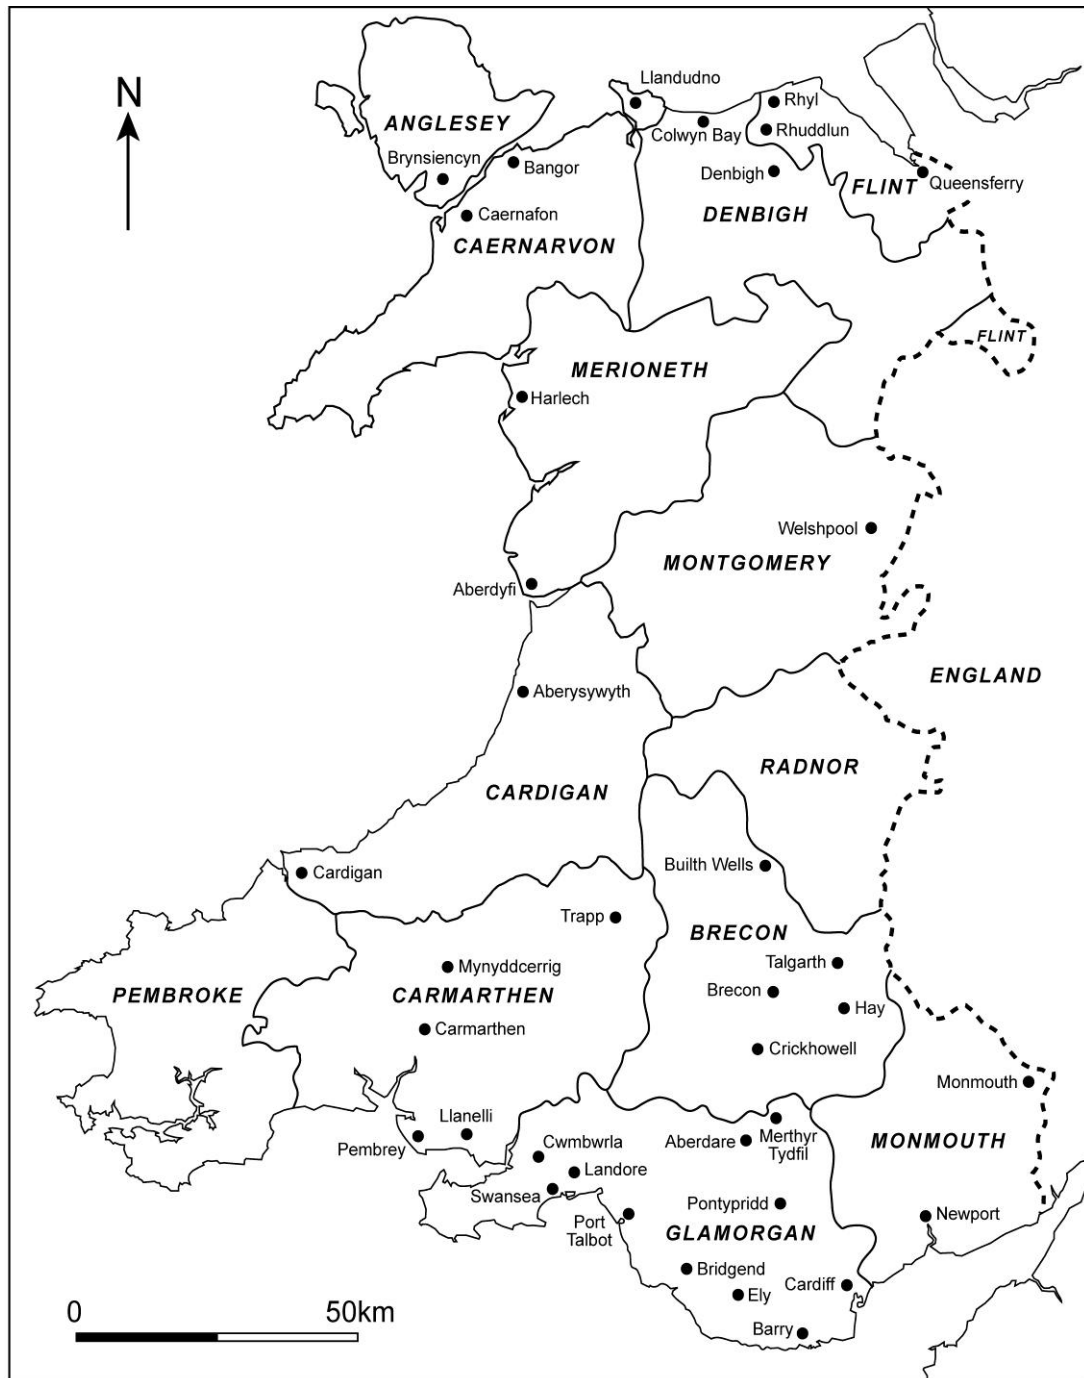 N
Llandudno
Rhyl
ANGLESEY
Colwyn Bay
Rhuddlun
Brynsiencyn
Bangor
Denbigh
FLINT
Queensferry
Caernafon
DENBIGH
CAERNARVON
FLINT
MERIONETH
Harlech
Welshpool
MONTGOMERY
Aberdyfi
ENGLAND
Aberysywyth
RADNOR
CARDIGAN
Builth Wells
Cardigan
Trapp
BRECON
Talgarth
Mynyddcerrig
Brecon
PEMBROKE
CARMARTHEN
Hay
Carmarthen
Crickhowell
Monmouth
Llanelli
Pembrey
Cwmbwrla
Aberdare
Merthyr
Tydfil
MONMOUTH
Landore
Swansea
Pontypridd
Port
Talbot
Newport
GLAMORGAN
Bridgend
Cardiff
Ely
0
50km
Barry